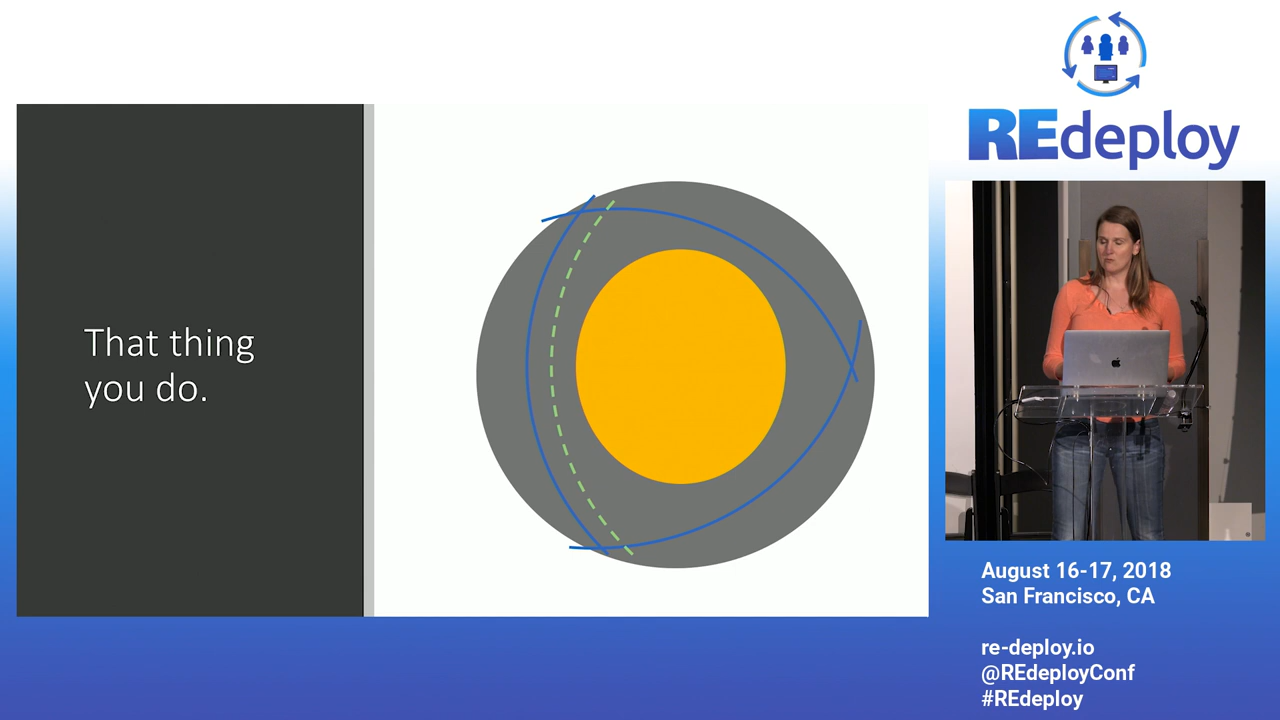 That thing
you do.
REdeploy
August 16-17, 2018
San Francisco, CA
re-deploy.io
@REdeployConf
#REdeploy